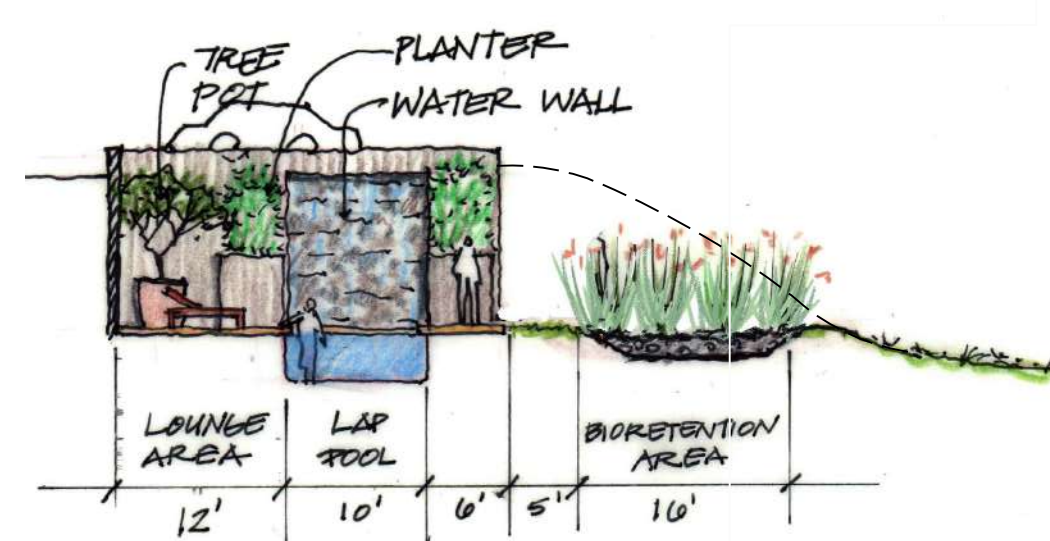 TREE
POT
PLANTER
WATER WALL
LOUNGE
AREA
LAP
POOL
BIORETENTION
AREA
12'
10'
6'
5'
16'